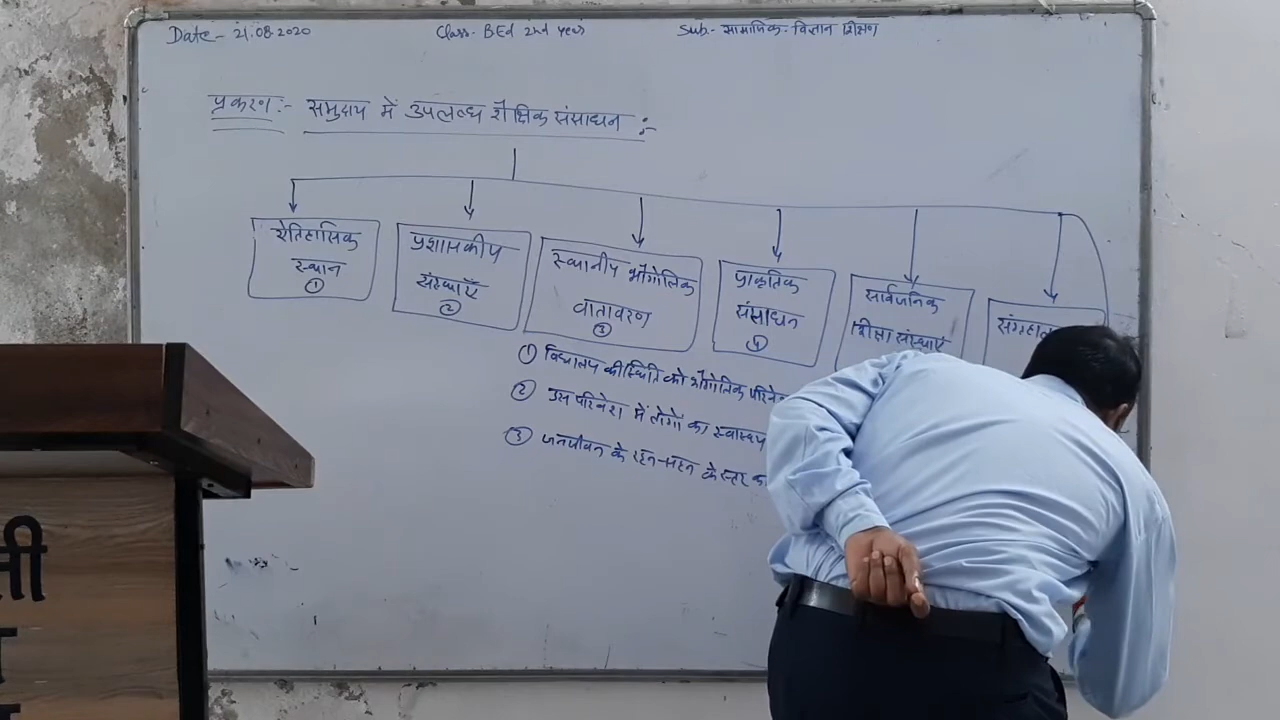 Date- 21.08.2020
Class- BEd 2nd year
Sub- सामाजिक-विज्ञान शिक्षण
प्रकरण:- समुदाय में उपलब्ध शैक्षिक संसाधन :-
ऐतिहासिक
स्थान
①
प्रशासकीय
संस्थाएँ
②
स्थानीय भौगोलिक
वातावरण
③
प्राकृतिक
संसाधन
④
सार्वजनिक
शिक्षा संस्थाएँ
① विद्यालय की स्थिति को भौगोलिक
② उस परिवेश में लोगों का स्वास्थ्य
③ जनजीवन के रहन-सहन के स्तर का